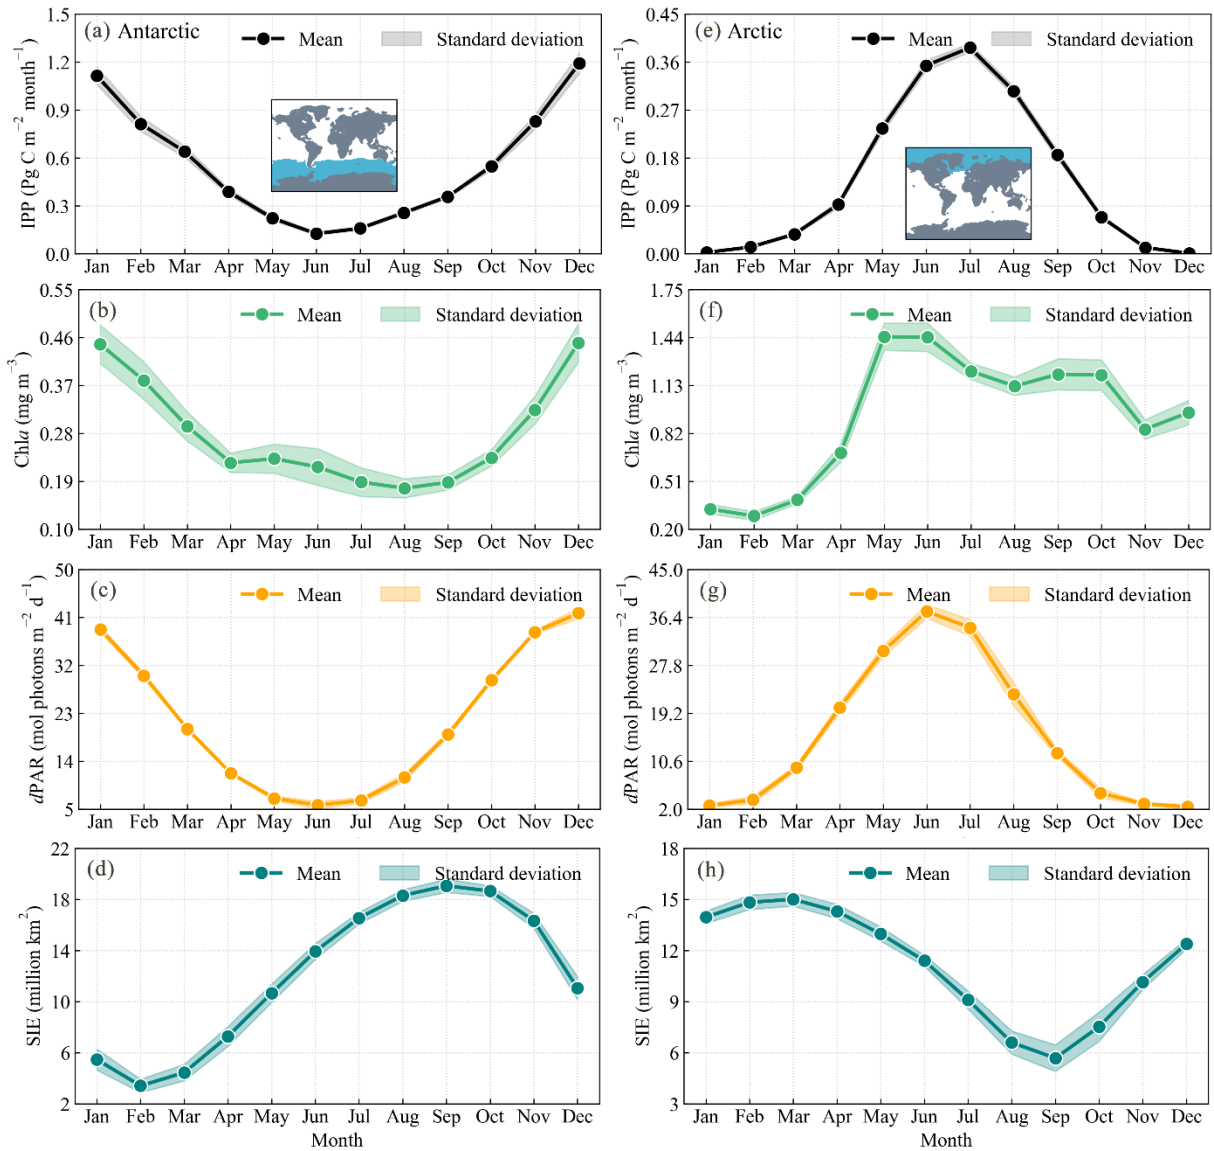 (a) Antarctic
Mean
Standard deviation
IPP (Pg C m⁻² month⁻¹)
1.5
1.2
0.9
0.6
0.3
0.0
Jan Feb Mar Apr May Jun Jul Aug Sep Oct Nov Dec
(e) Arctic
Mean
Standard deviation
IPP (Pg C m⁻² month⁻¹)
0.45
0.36
0.27
0.18
0.09
0.00
Jan Feb Mar Apr May Jun Jul Aug Sep Oct Nov Dec
(b)
Mean
Standard deviation
Chla (mg m⁻³)
0.55
0.46
0.37
0.28
0.19
0.10
Jan Feb Mar Apr May Jun Jul Aug Sep Oct Nov Dec
(f)
Mean
Standard deviation
Chla (mg m⁻³)
1.75
1.44
1.13
0.82
0.51
0.20
Jan Feb Mar Apr May Jun Jul Aug Sep Oct Nov Dec
(c)
Mean
Standard deviation
dPAR (mol photons m⁻² d⁻¹)
50
41
32
23
14
5
Jan Feb Mar Apr May Jun Jul Aug Sep Oct Nov Dec
(g)
Mean
Standard deviation
dPAR (mol photons m⁻² d⁻¹)
45.0
36.4
27.8
19.2
10.6
2.0
Jan Feb Mar Apr May Jun Jul Aug Sep Oct Nov Dec
(d)
Mean
Standard deviation
SIE (million km²)
22
18
14
10
6
2
Jan Feb Mar Apr May Jun Jul Aug Sep Oct Nov Dec
Month
(h)
Mean
Standard deviation
SIE (million km²)
18
15
12
9
6
3
Jan Feb Mar Apr May Jun Jul Aug Sep Oct Nov Dec
Month